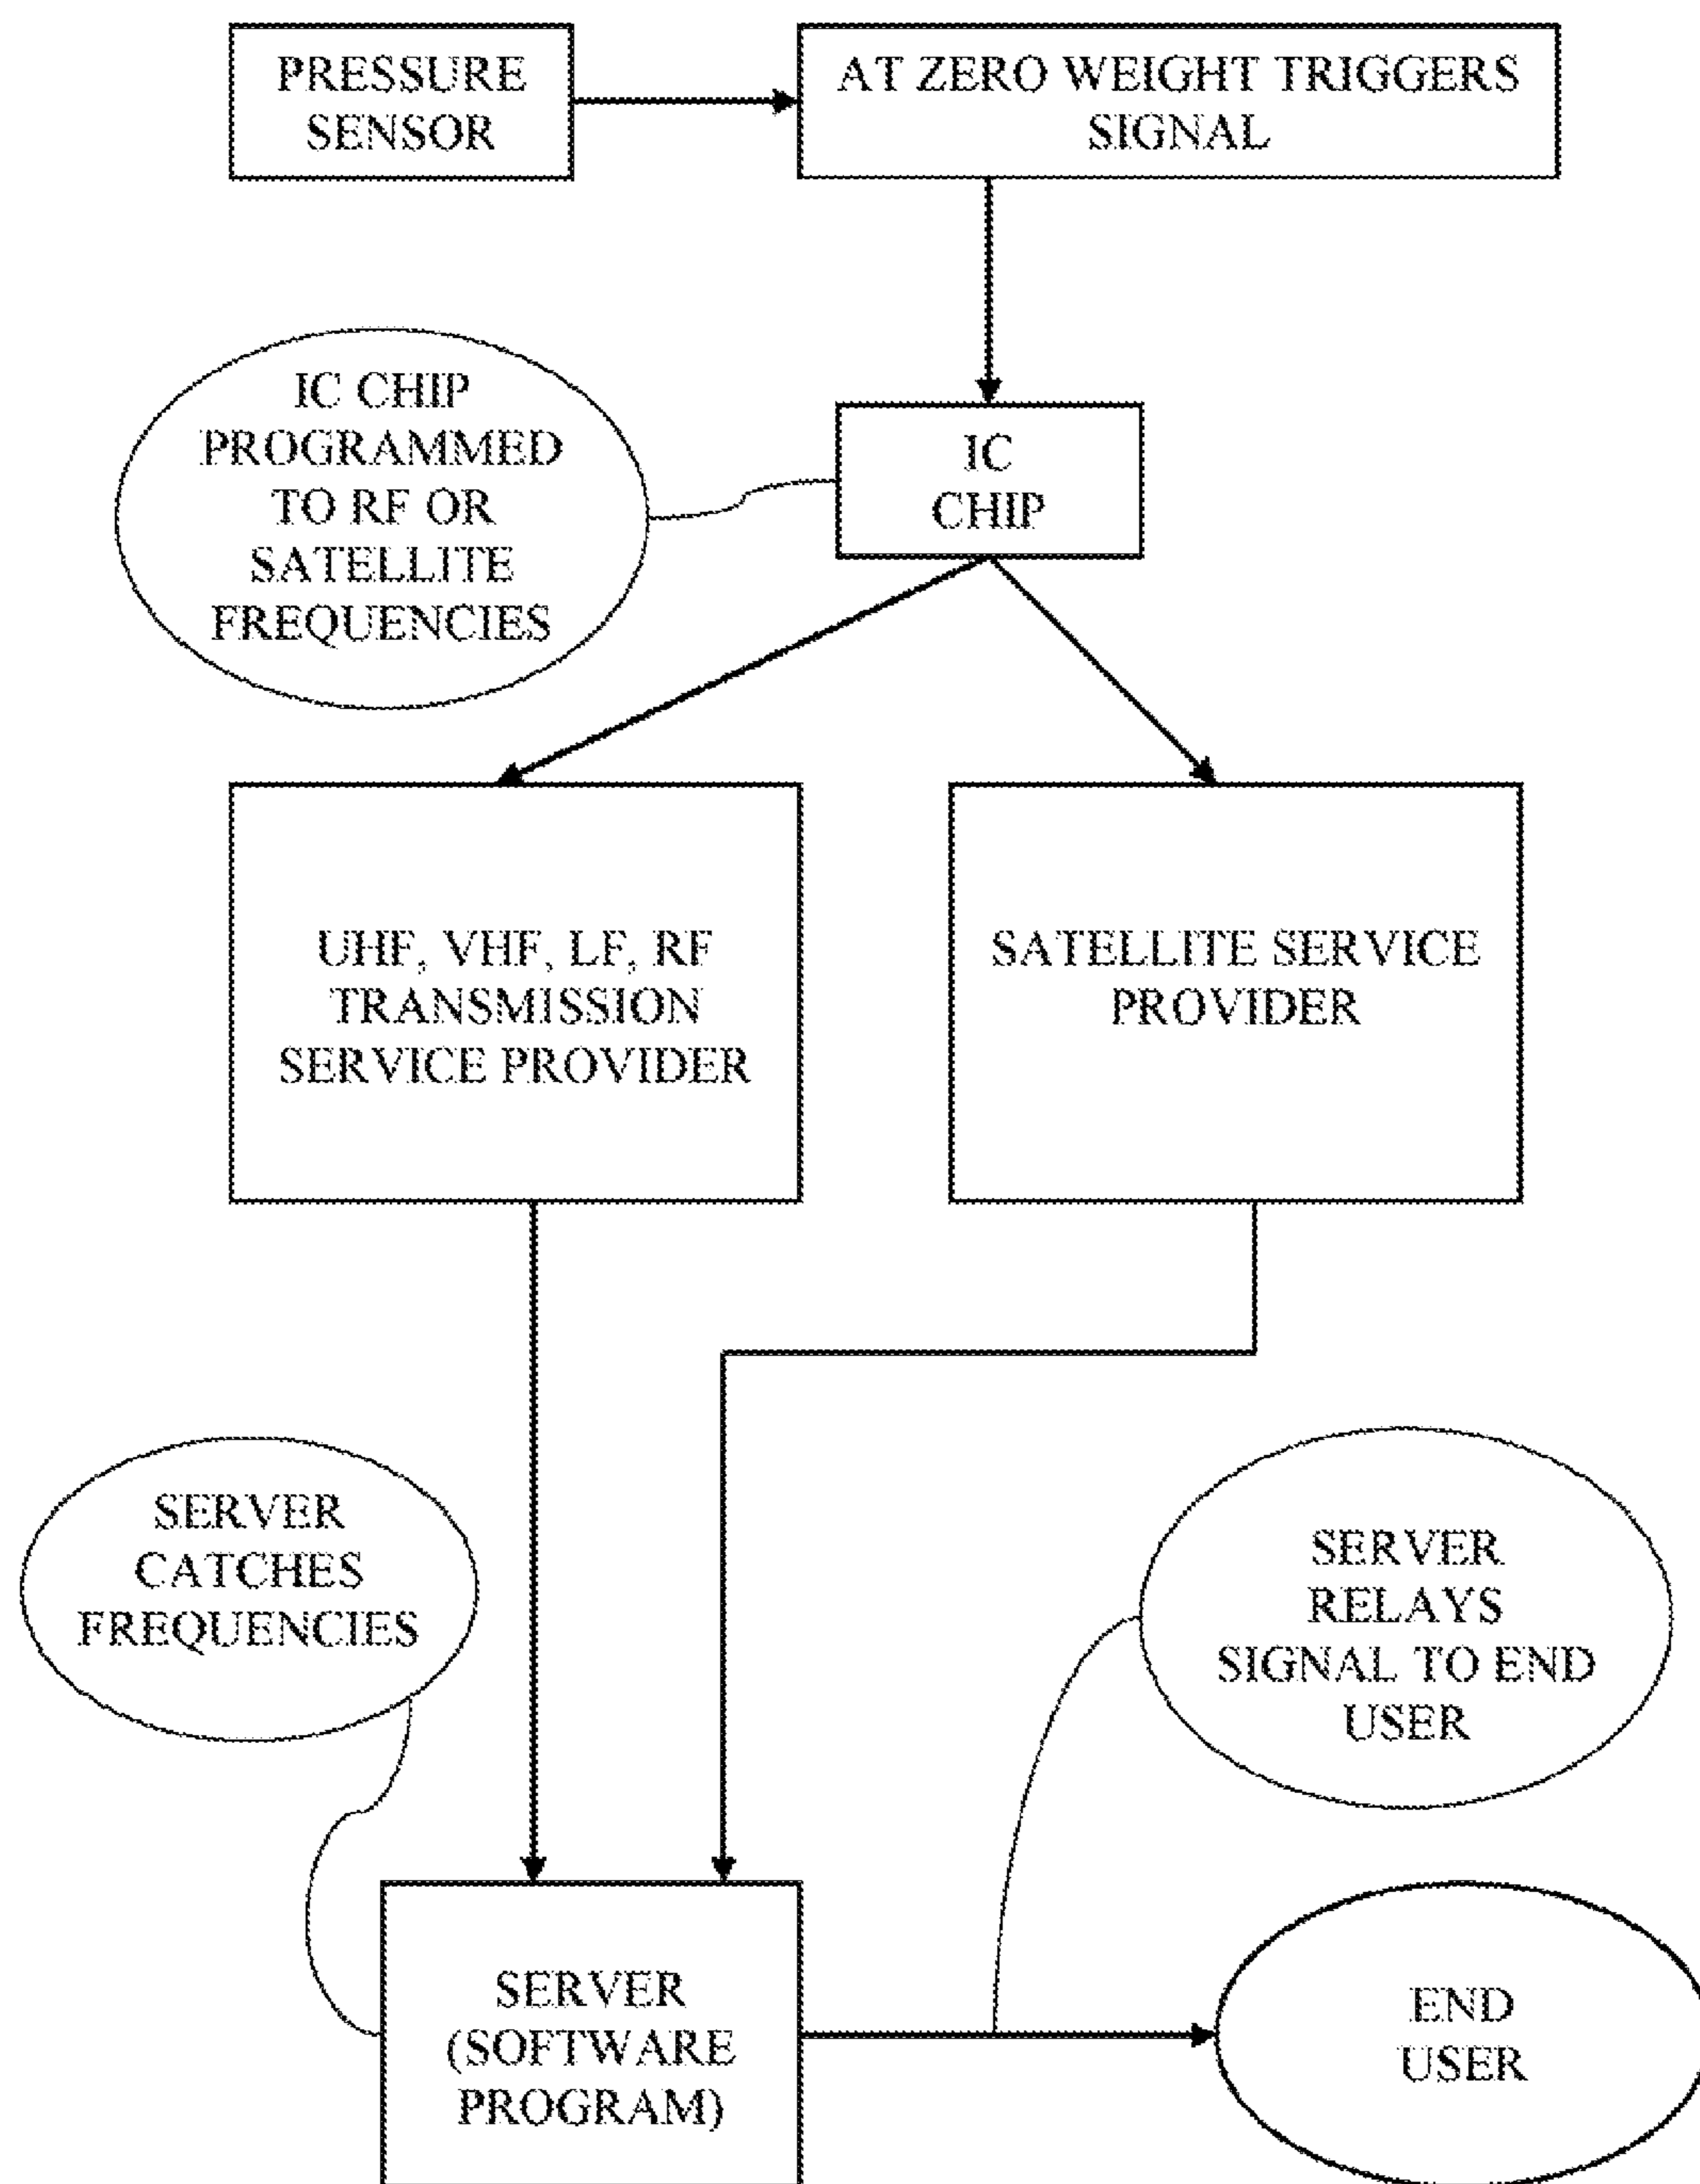 PRESSURE
SENSOR
AT ZERO WEIGHT TRIGGERS
SIGNAL
IC CHIP
PROGRAMMED
TO RF OR
SATELLITE
FREQUENCIES
IC
CHIP
UHF, VHF, LF, RF
TRANSMISSION
SERVICE PROVIDER
SATELLITE SERVICE
PROVIDER
SERVER
CATCHES
FREQUENCIES
SERVER
RELAYS
SIGNAL TO END
USER
SERVER
(SOFTWARE
PROGRAM)
END
USER